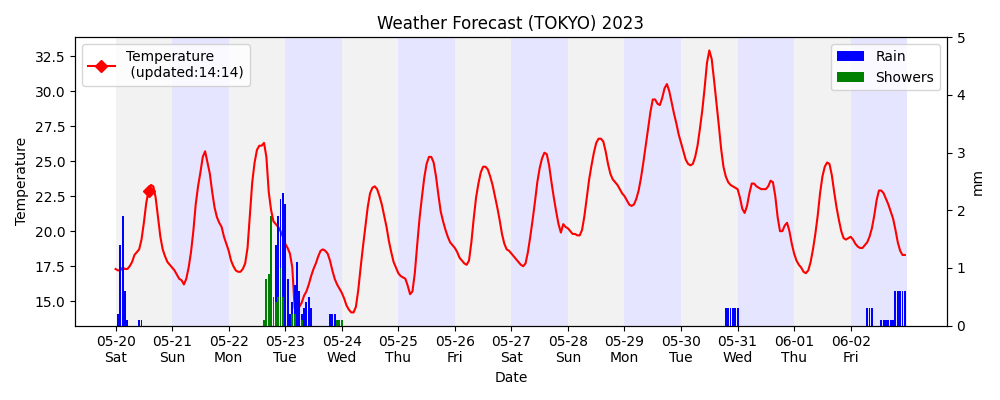 Weather Forecast (TOKYO) 2023
Temperature
(updated:14:14)
Rain
Showers
Temperature
32.5
30.0
27.5
25.0
22.5
20.0
17.5
15.0
5
4
3
2
1
0
mm
05-20 05-21 05-22 05-23 05-24 05-25 05-26 05-27 05-28 05-29 05-30 05-31 06-01 06-02
Sat Sun Mon Tue Wed Thu Fri Sat Sun Mon Tue Wed Thu Fri
Date